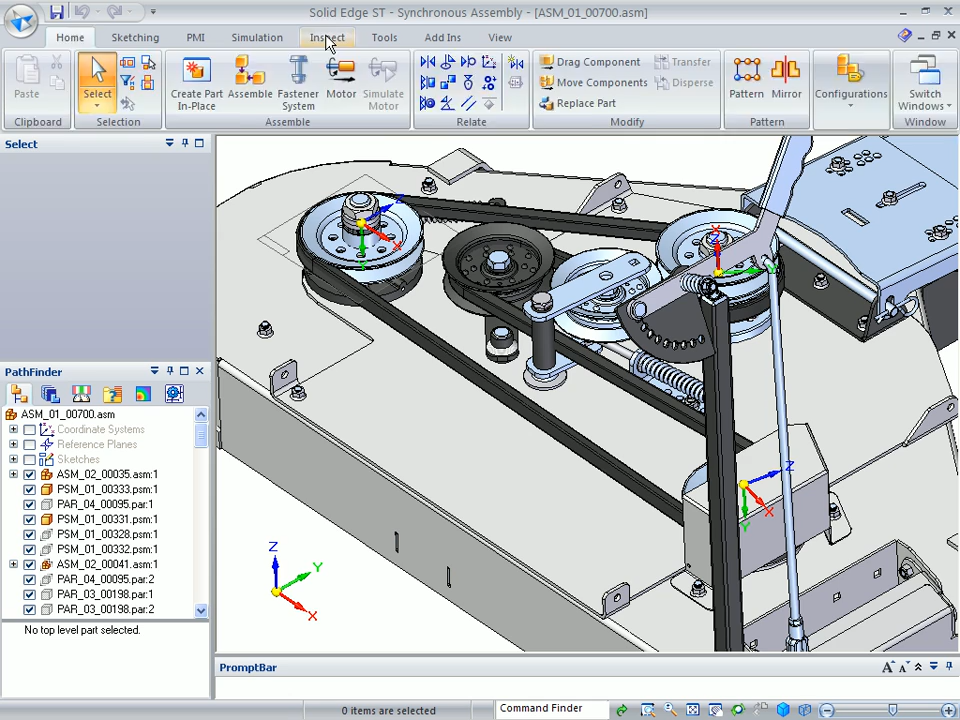 Solid Edge ST - Synchronous Assembly - [ASM_01_00700.asm]
Home Sketching PMI Simulation Inspect Tools Add Ins View
Paste
Select
Create Part In-Place
Assemble
Fastener System
Motor
Simulate Motor
Drag Component
Move Components
Replace Part
Transfer
Disperse
Pattern
Mirror
Configurations
Switch Windows
Clipboard Selection Assemble Relate Modify Pattern Window
Select
PathFinder
ASM_01_00700.asm
Coordinate Systems
Reference Planes
Sketches
ASM_02_00035.asm:1
PSM_01_00333.psm:1
PAR_04_00095.par:1
PSM_01_00331.psm:1
PSM_01_00328.psm:1
PSM_01_00332.psm:1
ASM_02_00041.asm:1
PAR_04_00095.par:2
PAR_03_00198.par:1
PAR_03_00198.par:2
No top level part selected.
Z
X
X
Y
Z
X
Y
Z
Y
X
PromptBar
0 items are selected
Command Finder